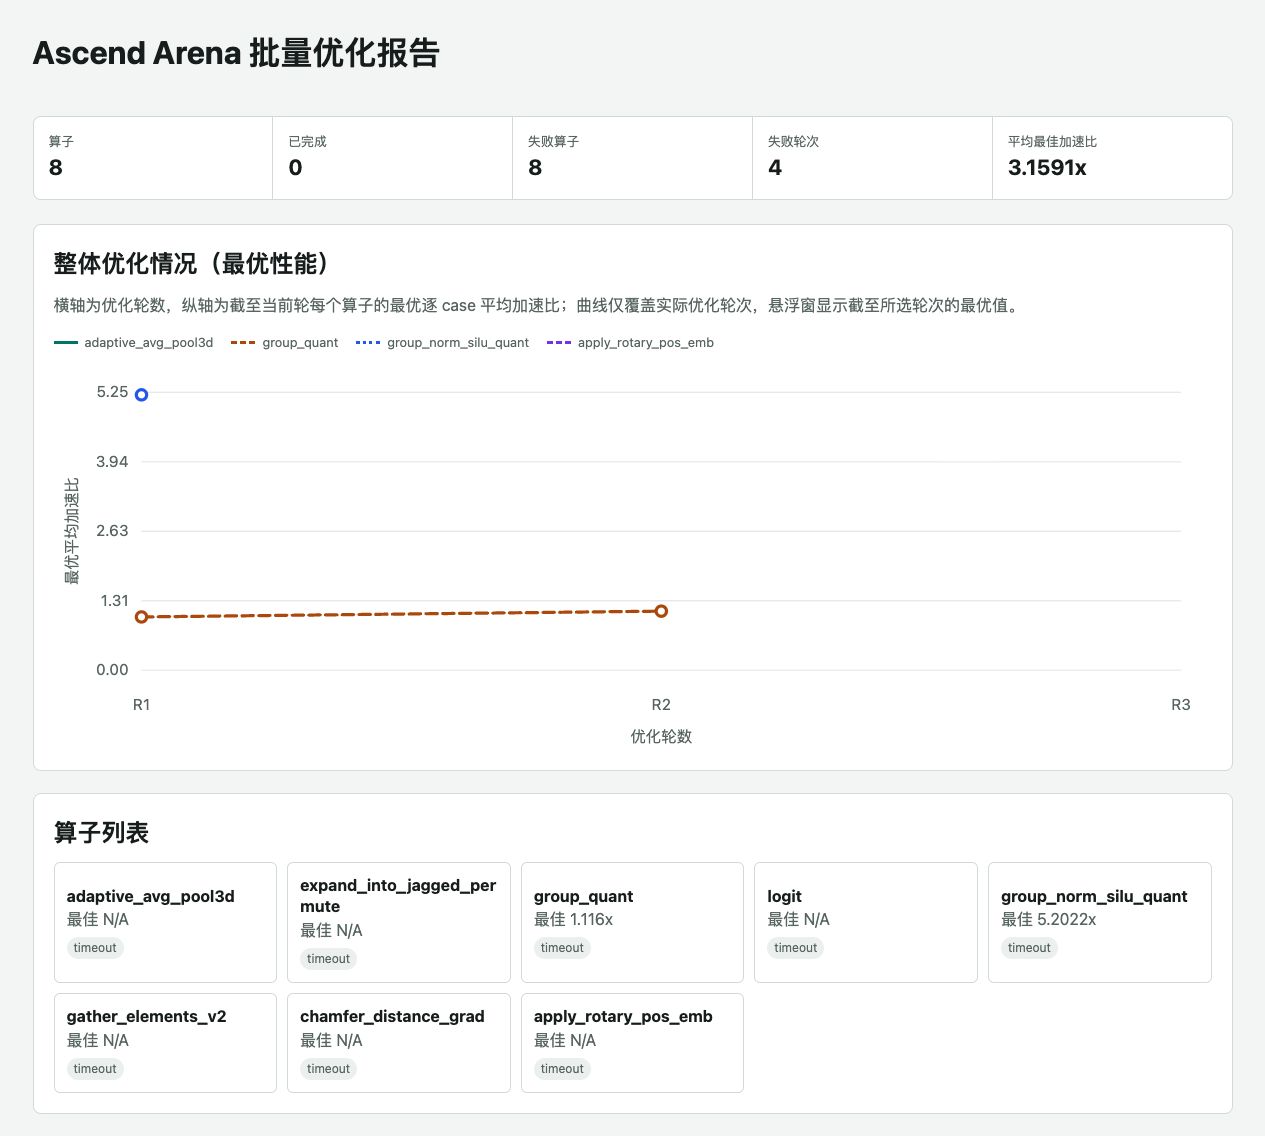 Ascend Arena 批量优化报告
算子
8
已完成
0
失败算子
8
失败轮次
4
平均最佳加速比
3.1591x
整体优化情况（最优性能）
横轴为优化轮数，纵轴为截至当前轮每个算子的最优逐 case 平均加速比；曲线仅覆盖实际优化轮次，悬浮窗显示截至所选轮次的最优值。
adaptive_avg_pool3d
group_quant
group_norm_silu_quant
apply_rotary_pos_emb
5.25
3.94
2.63
1.31
0.00
最优平均加速比
R1
R2
R3
优化轮数
算子列表
adaptive_avg_pool3d
最佳 N/A
timeout
expand_into_jagged_per
mute
最佳 N/A
timeout
group_quant
最佳 1.116x
timeout
logit
最佳 N/A
timeout
group_norm_silu_quant
最佳 5.2022x
timeout
gather_elements_v2
最佳 N/A
timeout
chamfer_distance_grad
最佳 N/A
timeout
apply_rotary_pos_emb
最佳 N/A
timeout